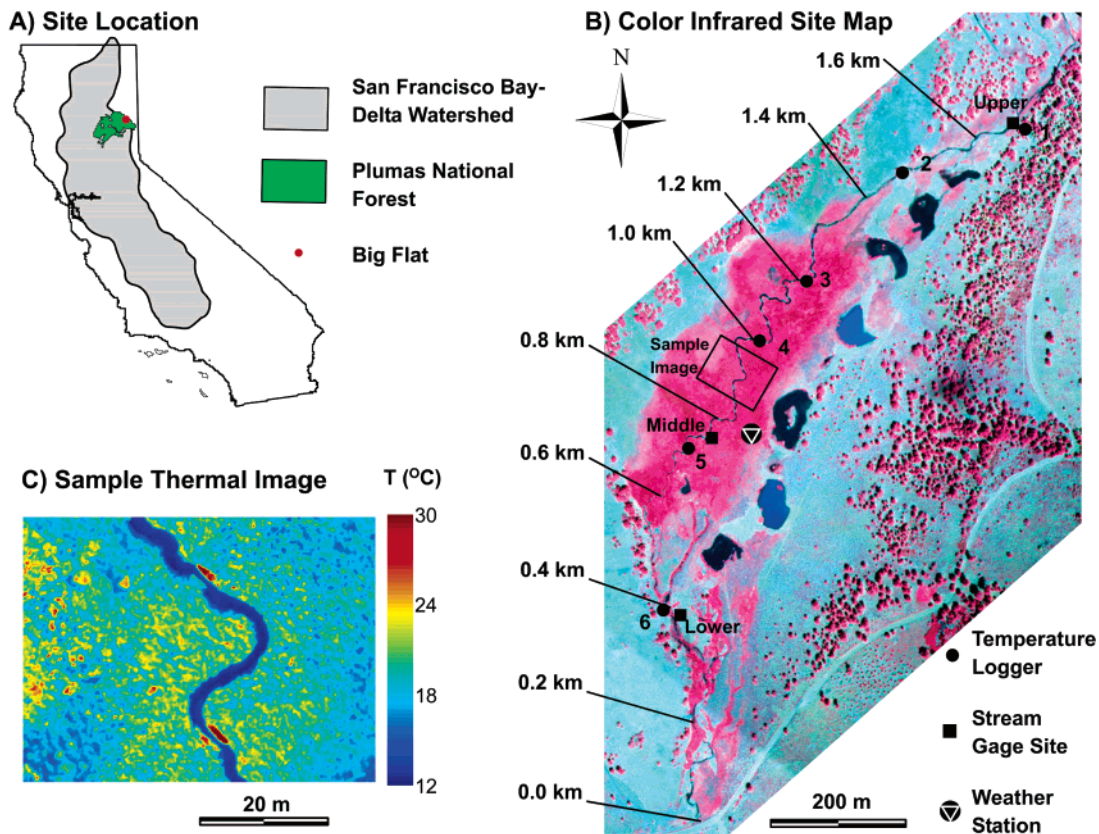 A) Site Location
San Francisco Bay-
Delta Watershed
Plumas National
Forest
Big Flat
B) Color Infrared Site Map
N
1.6 km
Upper
1
1.4 km
2
1.2 km
1.0 km
3
0.8 km
Sample
Image
4
Middle
5
0.6 km
0.4 km
6
Lower
0.2 km
0.0 km
200 m
Temperature
Logger
Stream
Gage Site
Weather
Station
C) Sample Thermal Image
T (°C)
30
24
18
12
20 m